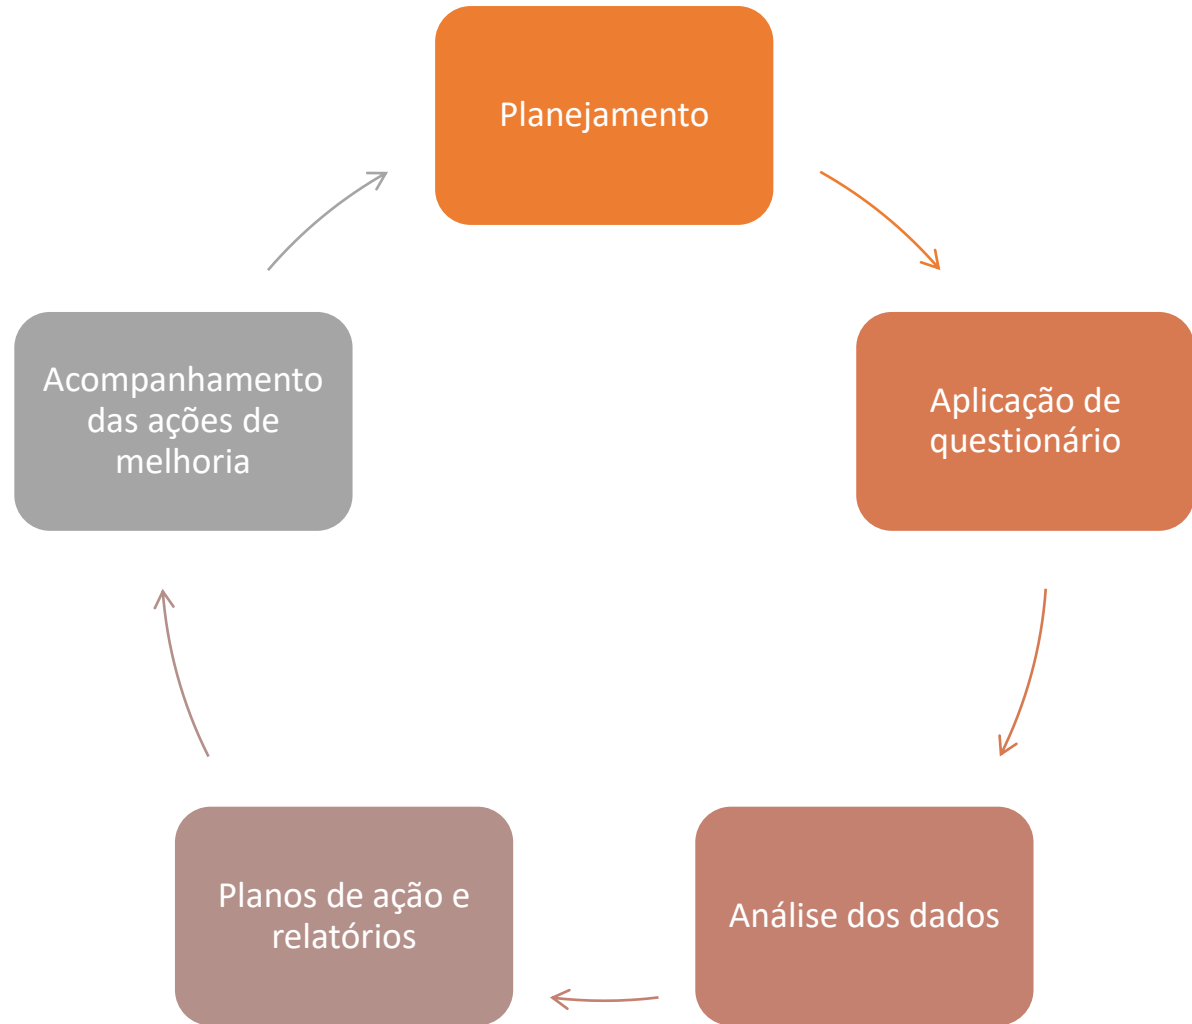 Planejamento
Aplicação de
questionário
Análise dos dados
Planos de ação e
relatórios
Acompanhamento
das ações de
melhoria